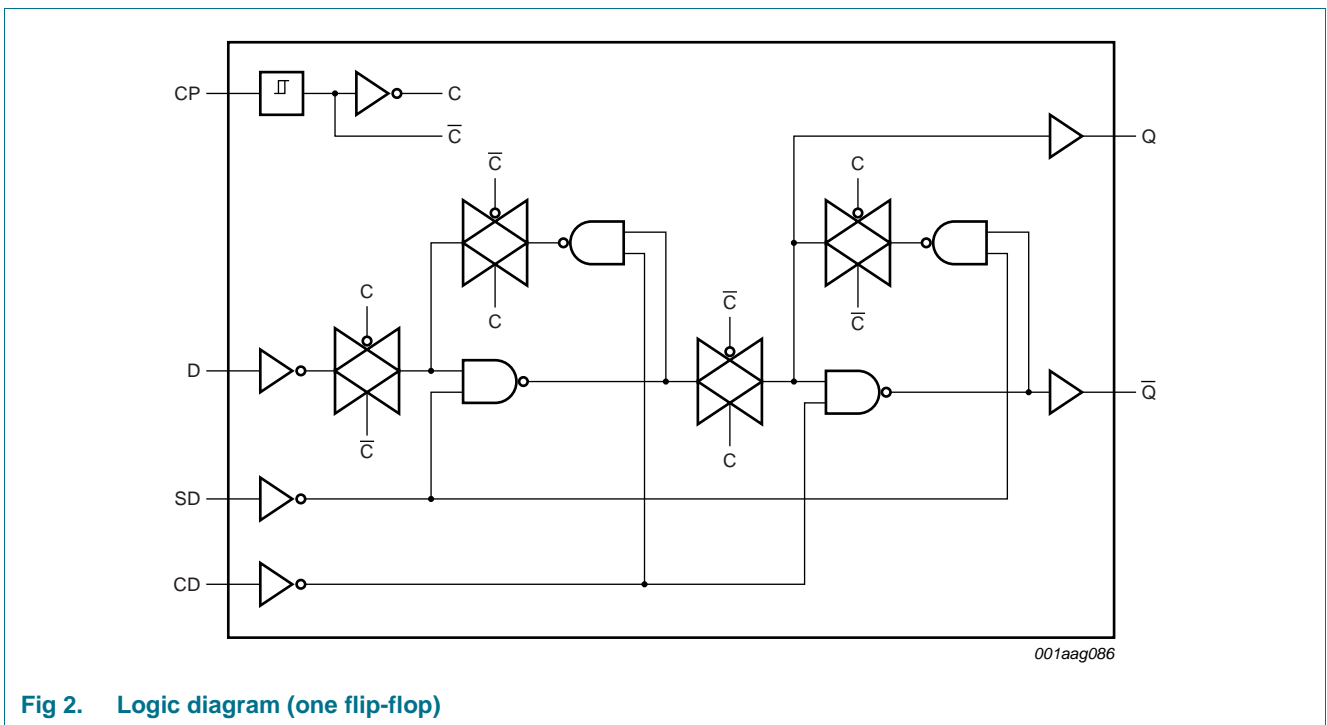 CP
C
C̅
C̅
C
C
C̅
C
C̅
C̅
C
D
SD
CD
Q
Q̅
001aag086
Fig 2. Logic diagram (one flip-flop)